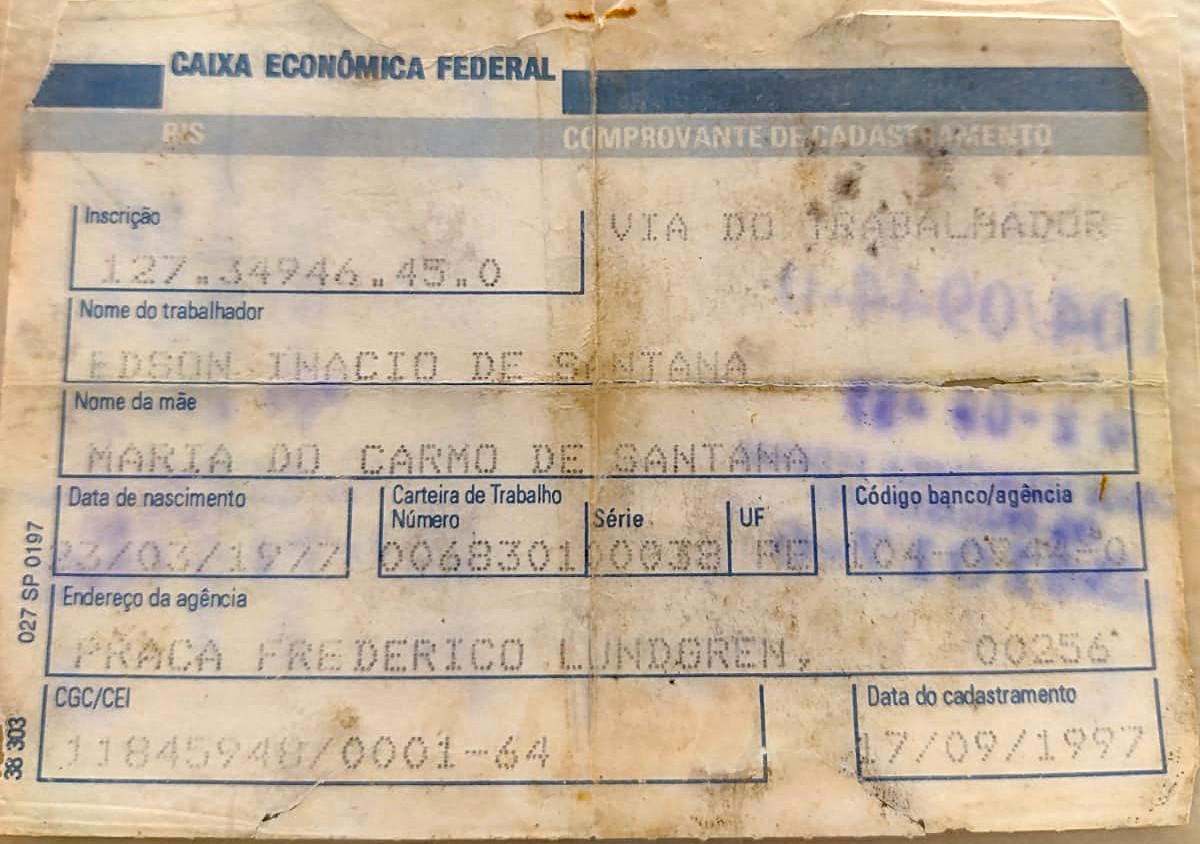 CAIXA ECONÔMICA FEDERAL
PIS COMPROVANTE DE CADASTRAMENTO
VIA DO TRABALHADOR
Inscrição
127.34946.45.0
Nome do trabalhador
EDSON INACIO DE SANTANA
Nome da mãe
MARIA DO CARMO DE SANTANA
Data de nascimento
23/03/1977
Carteira de Trabalho
Número Série UF
0068301 00038 PE
Código banco/agência
104-0944-0
Endereço da agência
PRACA FREDERICO LUNDGREN, 00256
CGC/CEI
11845948/0001-64
Data do cadastramento
17/09/1997
027 SP 0197
38 303